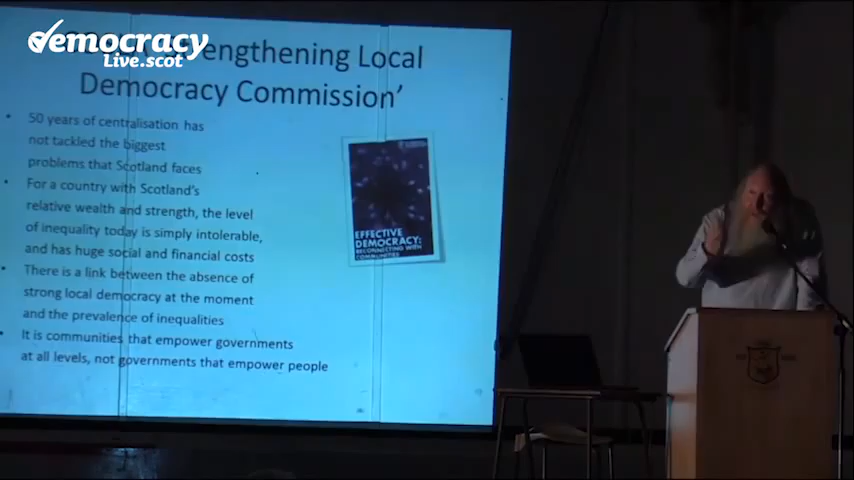 democracy
Live.scot
Strengthening Local
Democracy Commission'
• 50 years of centralisation has
not tackled the biggest
problems that Scotland faces
• For a country with Scotland's
relative wealth and strength, the level
of inequality today is simply intolerable,
and has huge social and financial costs
• There is a link between the absence of
strong local democracy at the moment
and the prevalence of inequalities
• It is communities that empower governments
at all levels, not governments that empower people
EFFECTIVE
DEMOCRACY:
RECONNECTING WITH
COMMUNITIES